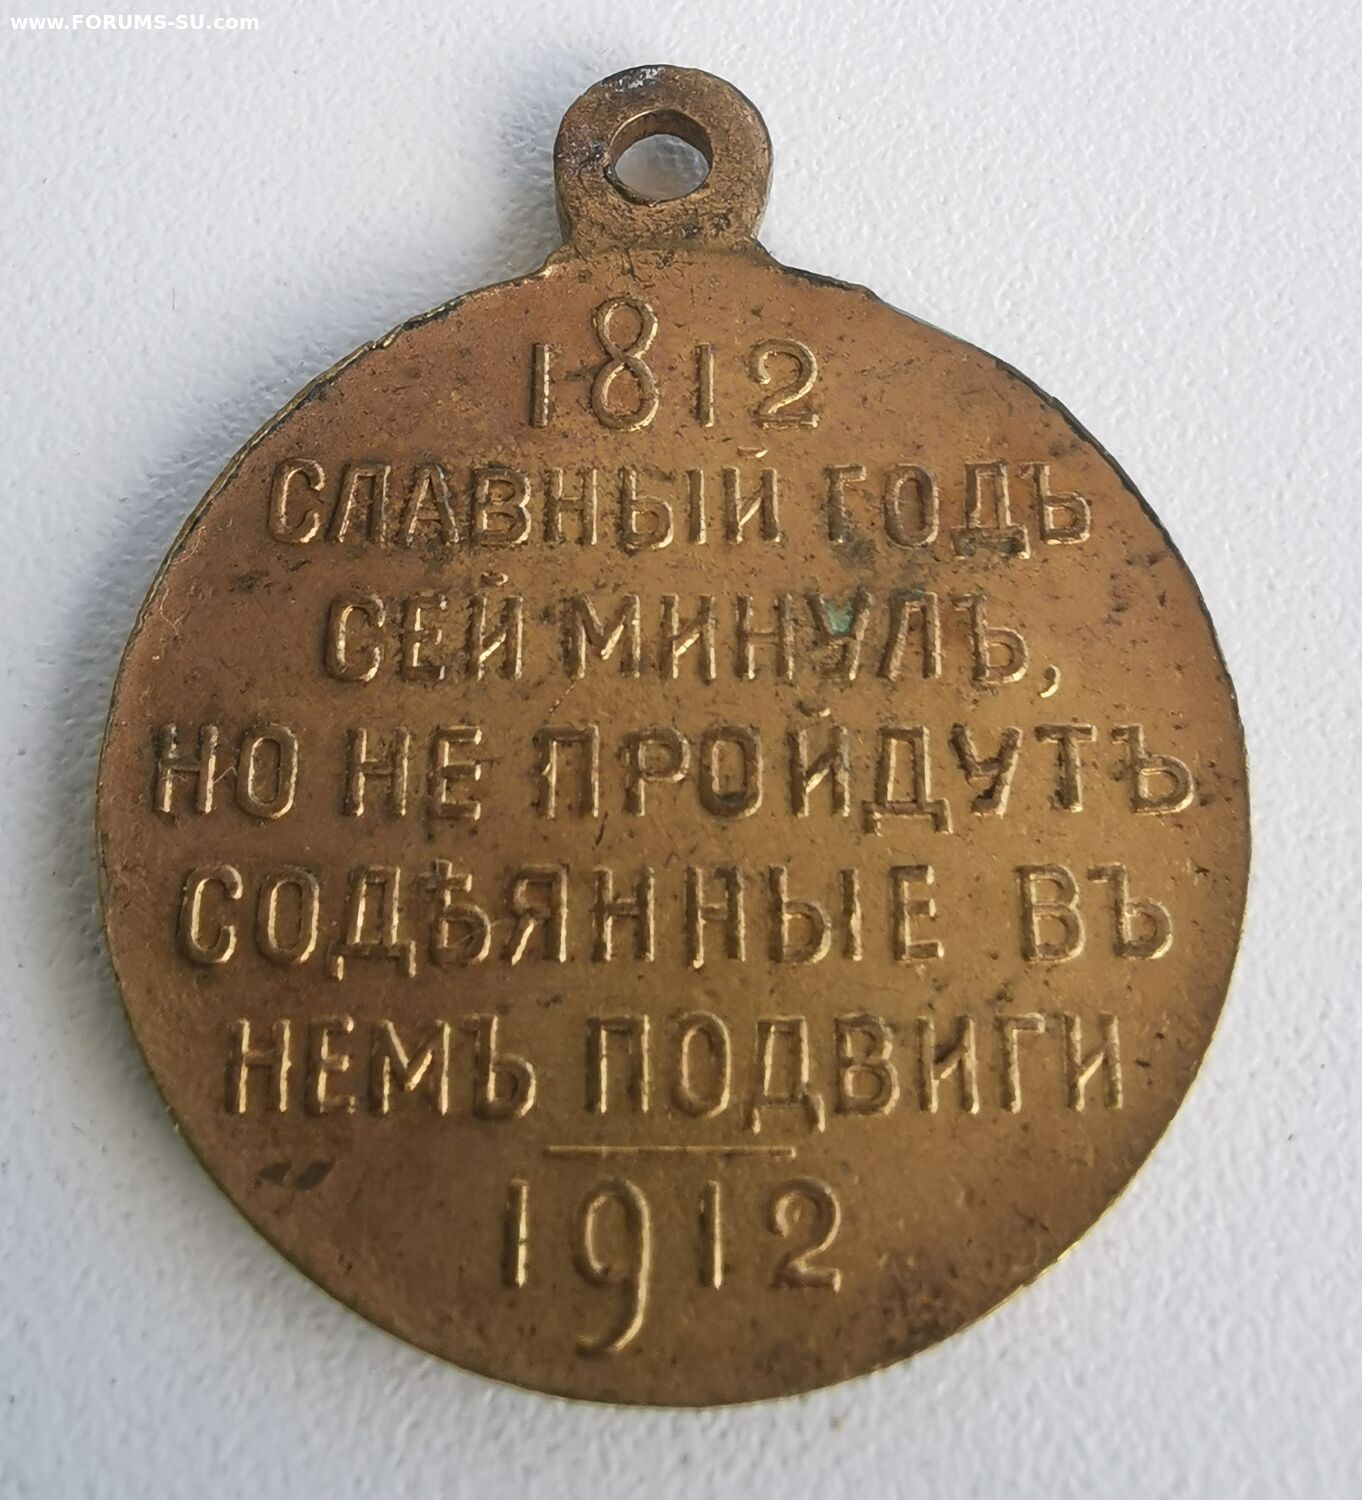 www.FORUMS-SU.com
1812
СЛАВНЫЙ ГОДЪ
СЕЙ МИНУЛЪ,
НО НЕ ПРОЙДУТЪ
СОДѢЯННЫЕ ВЪ
НЕМЪ ПОДВИГИ
1912